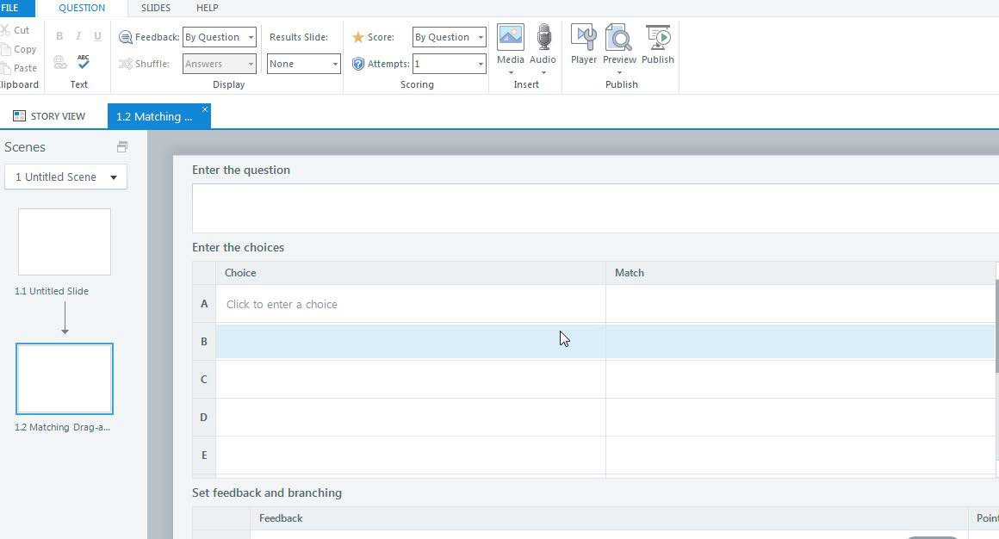 FILE QUESTION SLIDES HELP
Cut
Copy
Paste
lipboard
B I U
ABC
Text
Feedback: By Question
Shuffle: Answers
Results Slide:
None
Display
Score: By Question
Attempts: 1
Scoring
Media Audio
Insert
Player Preview Publish
Publish
STORY VIEW 1.2 Matching ...
Scenes
1 Untitled Scene
1.1 Untitled Slide
1.2 Matching Drag-a...
Enter the question
Enter the choices
Choice Match
A Click to enter a choice
B
C
D
E
Set feedback and branching
Feedback Point